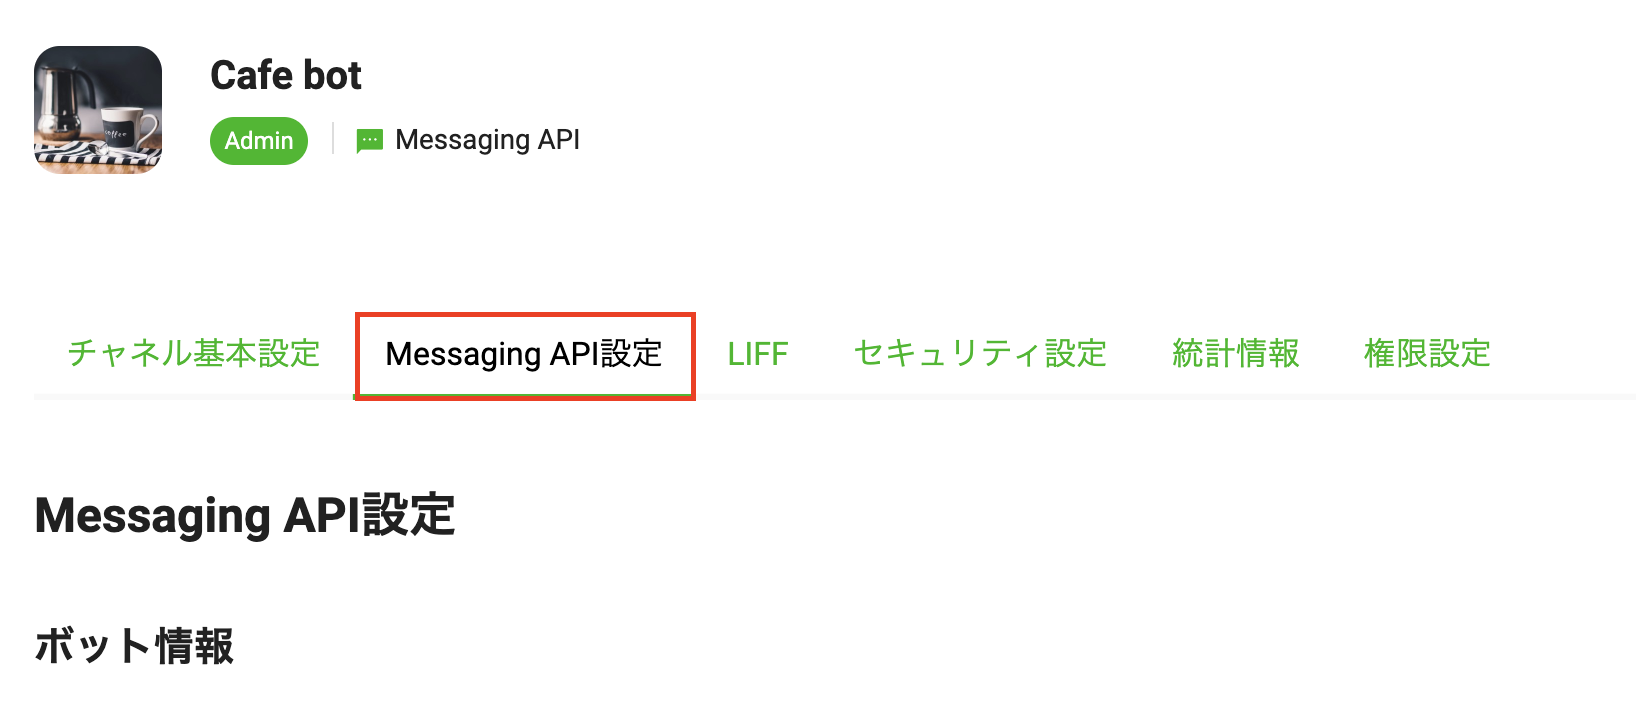 Cafe bot
Admin
Messaging API
チャネル基本設定 Messaging API設定 LIFF セキュリティ設定 統計情報 権限設定
Messaging API設定
ボット情報
coffee